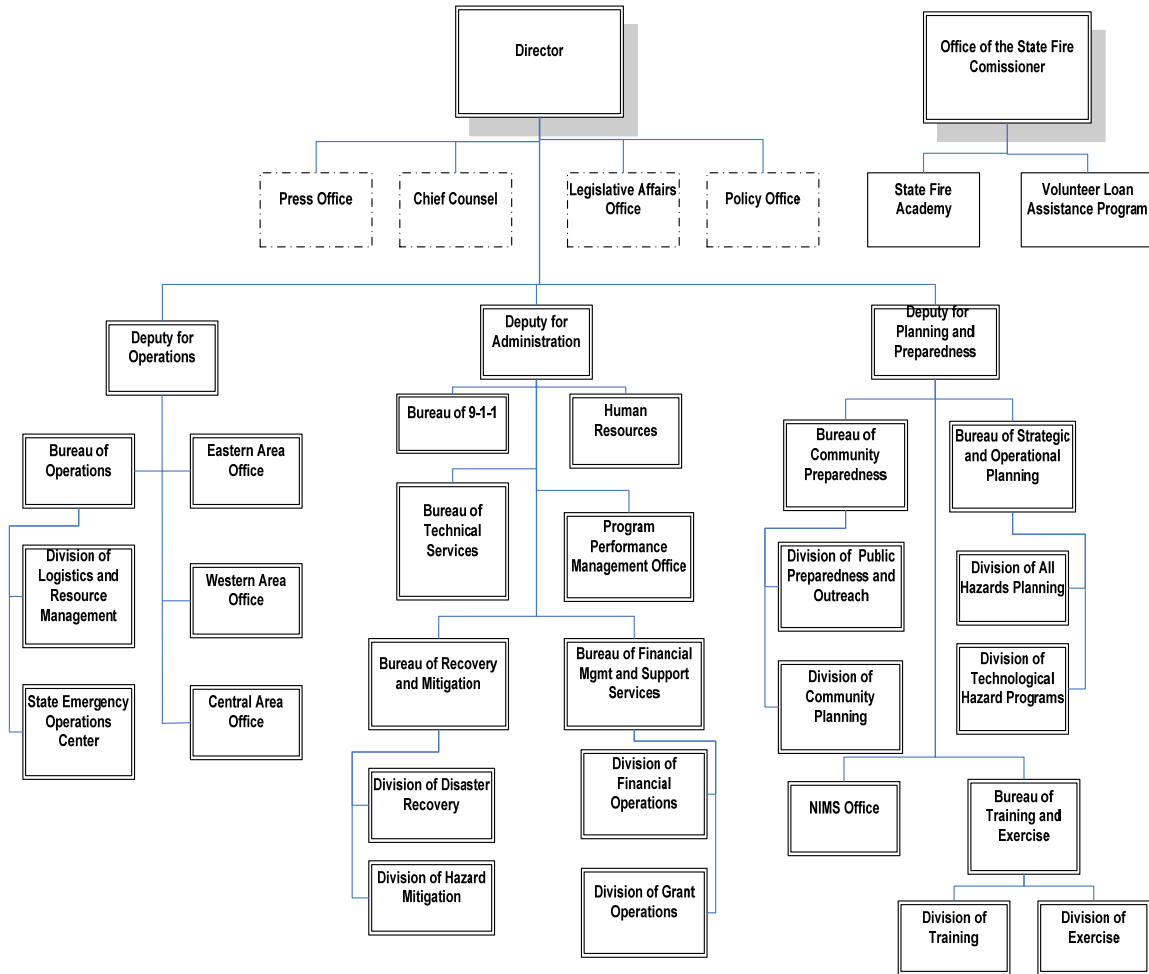 Director
Office of the State Fire
Comissioner
Press Office
Chief Counsel
Legislative Affairs
Office
Policy Office
State Fire
Academy
Volunteer Loan
Assistance Program
Deputy for
Operations
Deputy for
Administration
Deputy for
Planning and
Preparedness
Bureau of
Operations
Eastern Area
Office
Division of
Logistics and
Resource
Management
Western Area
Office
State Emergency
Operations
Center
Central Area
Office
Bureau of 9-1-1
Human
Resources
Bureau of
Technical
Services
Program
Performance
Management Office
Bureau of Recovery
and Mitigation
Bureau of Financial
Mgmt and Support
Services
Division of Disaster
Recovery
Division of
Financial
Operations
Division of Hazard
Mitigation
Division of Grant
Operations
Bureau of
Community
Preparedness
Bureau of Strategic
and Operational
Planning
Division of Public
Preparedness and
Outreach
Division of All
Hazards Planning
Division of
Community
Planning
Division of
Technological
Hazard Programs
NIMS Office
Bureau of
Training and
Exercise
Division of
Training
Division of
Exercise